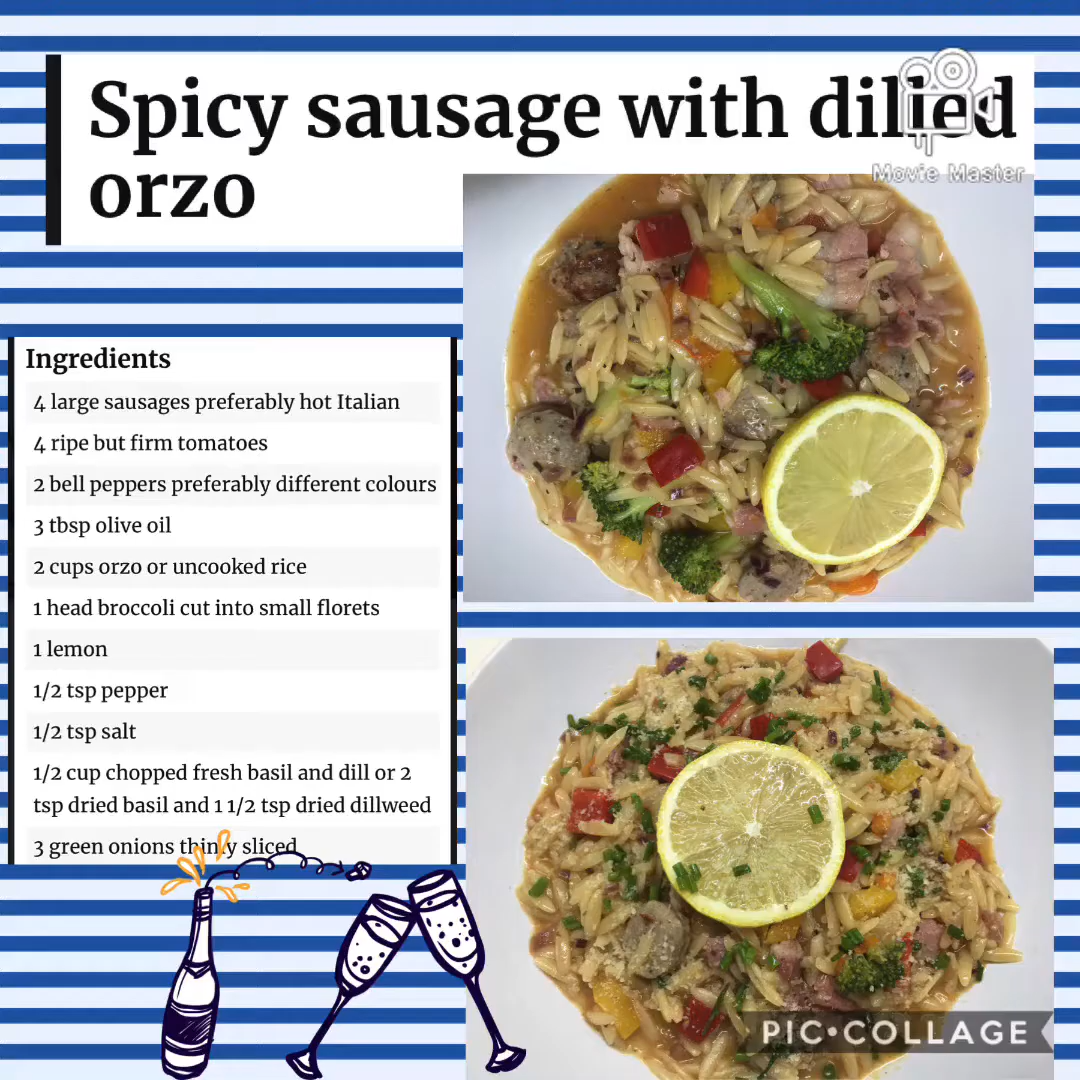 Spicy sausage with dilled
orzo
Movie Master
Ingredients
4 large sausages preferably hot Italian
4 ripe but firm tomatoes
2 bell peppers preferably different colours
3 tbsp olive oil
2 cups orzo or uncooked rice
1 head broccoli cut into small florets
1 lemon
1/2 tsp pepper
1/2 tsp salt
1/2 cup chopped fresh basil and dill or 2
tsp dried basil and 1 1/2 tsp dried dillweed
3 green onions thinly sliced
PIC•COLLAGE